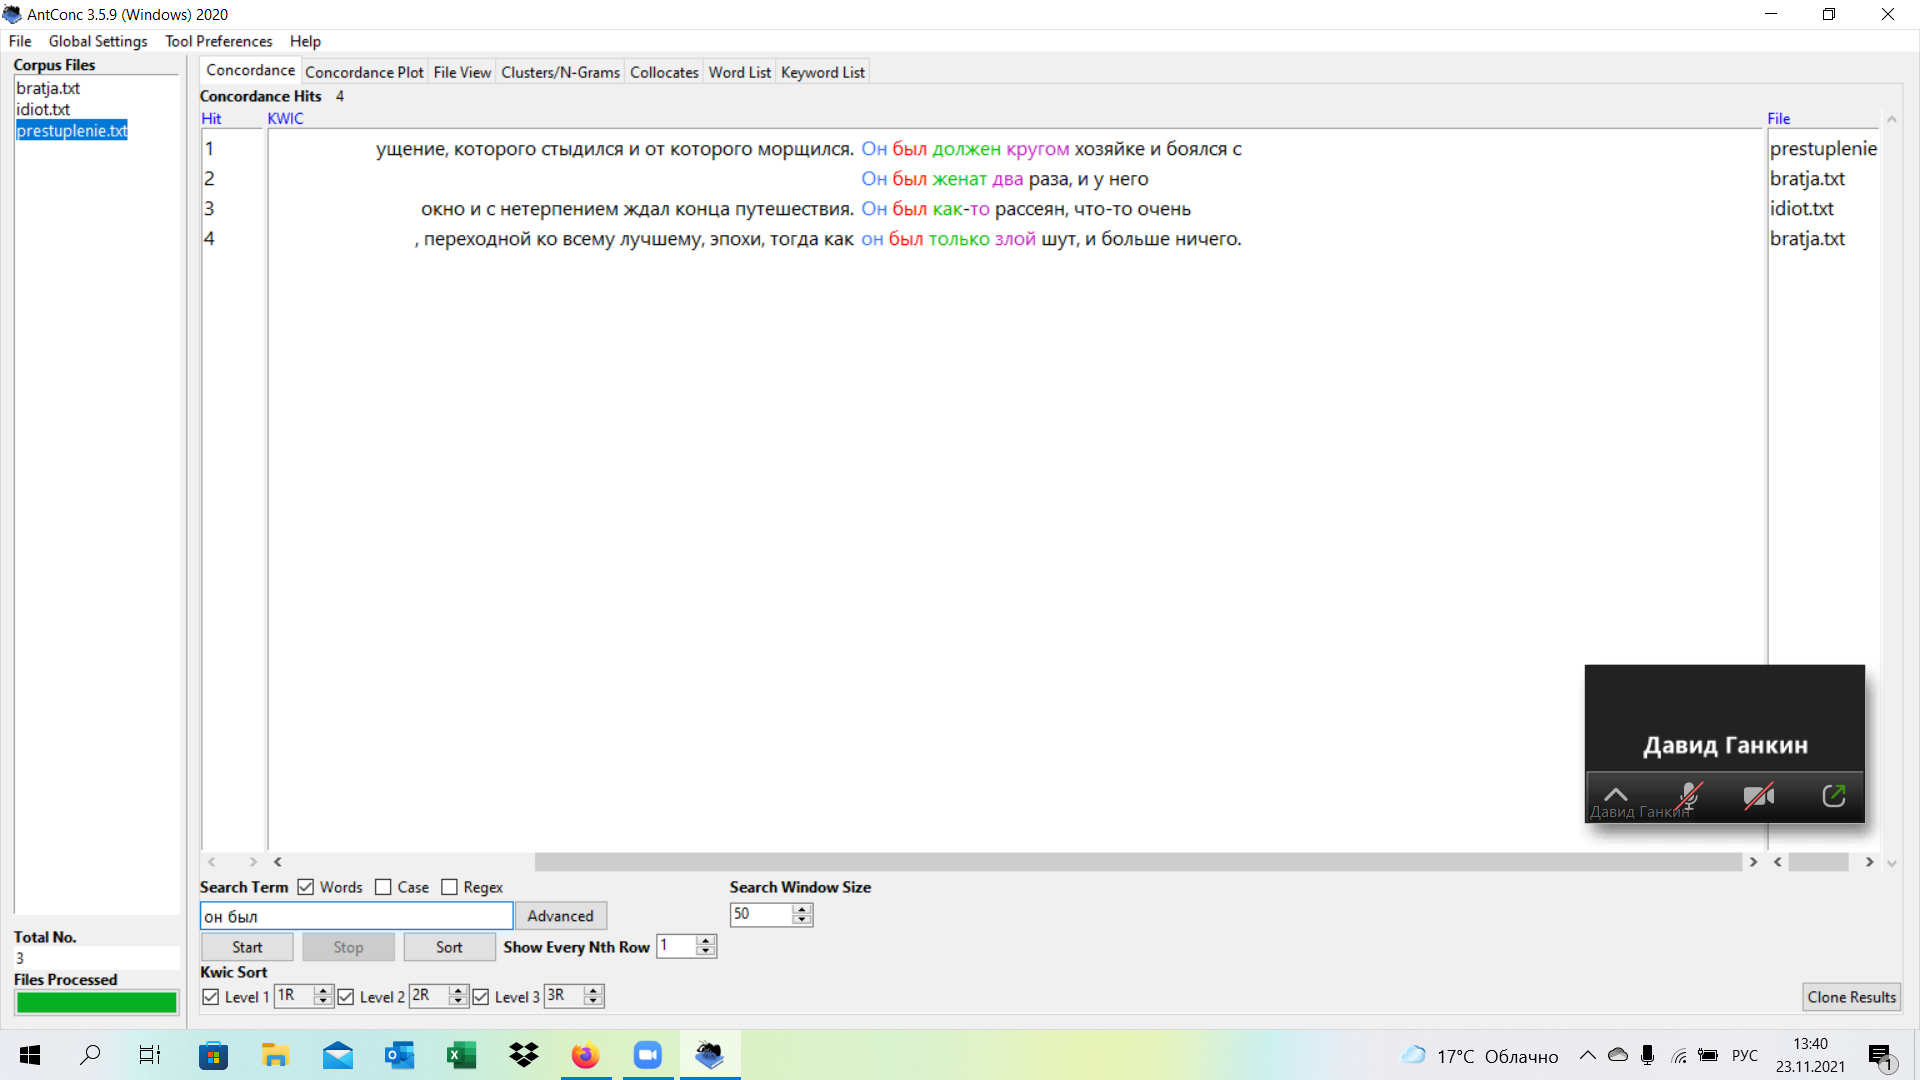 AntConc 3.5.9 (Windows) 2020
File Global Settings Tool Preferences Help
Corpus Files
bratja.txt
idiot.txt
prestuplenie.txt
Concordance Concordance Plot File View Clusters/N-Grams Collocates Word List Keyword List
Concordance Hits 4
Hit KWIC File
1 ущение, которого стыдился и от которого морщился. Он был должен кругом хозяйке и боялся с prestuplenie
2 Он был женат два раза, и у него bratja.txt
3 окно и с нетерпением ждал конца путешествия. Он был как-то рассеян, что-то очень idiot.txt
4 , переходной ко всему лучшему, эпохи, тогда как он был только злой шут, и больше ничего. bratja.txt
Давид Ганкин
Давид Ганкин
Search Term Words Case Regex Search Window Size
он был Advanced 50
Start Stop Sort Show Every Nth Row 1
Kwic Sort
Level 1 1R Level 2 2R Level 3 3R
Clone Results
Total No.
3
Files Processed
17°C Облачно РУС 13:40
23.11.2021
1